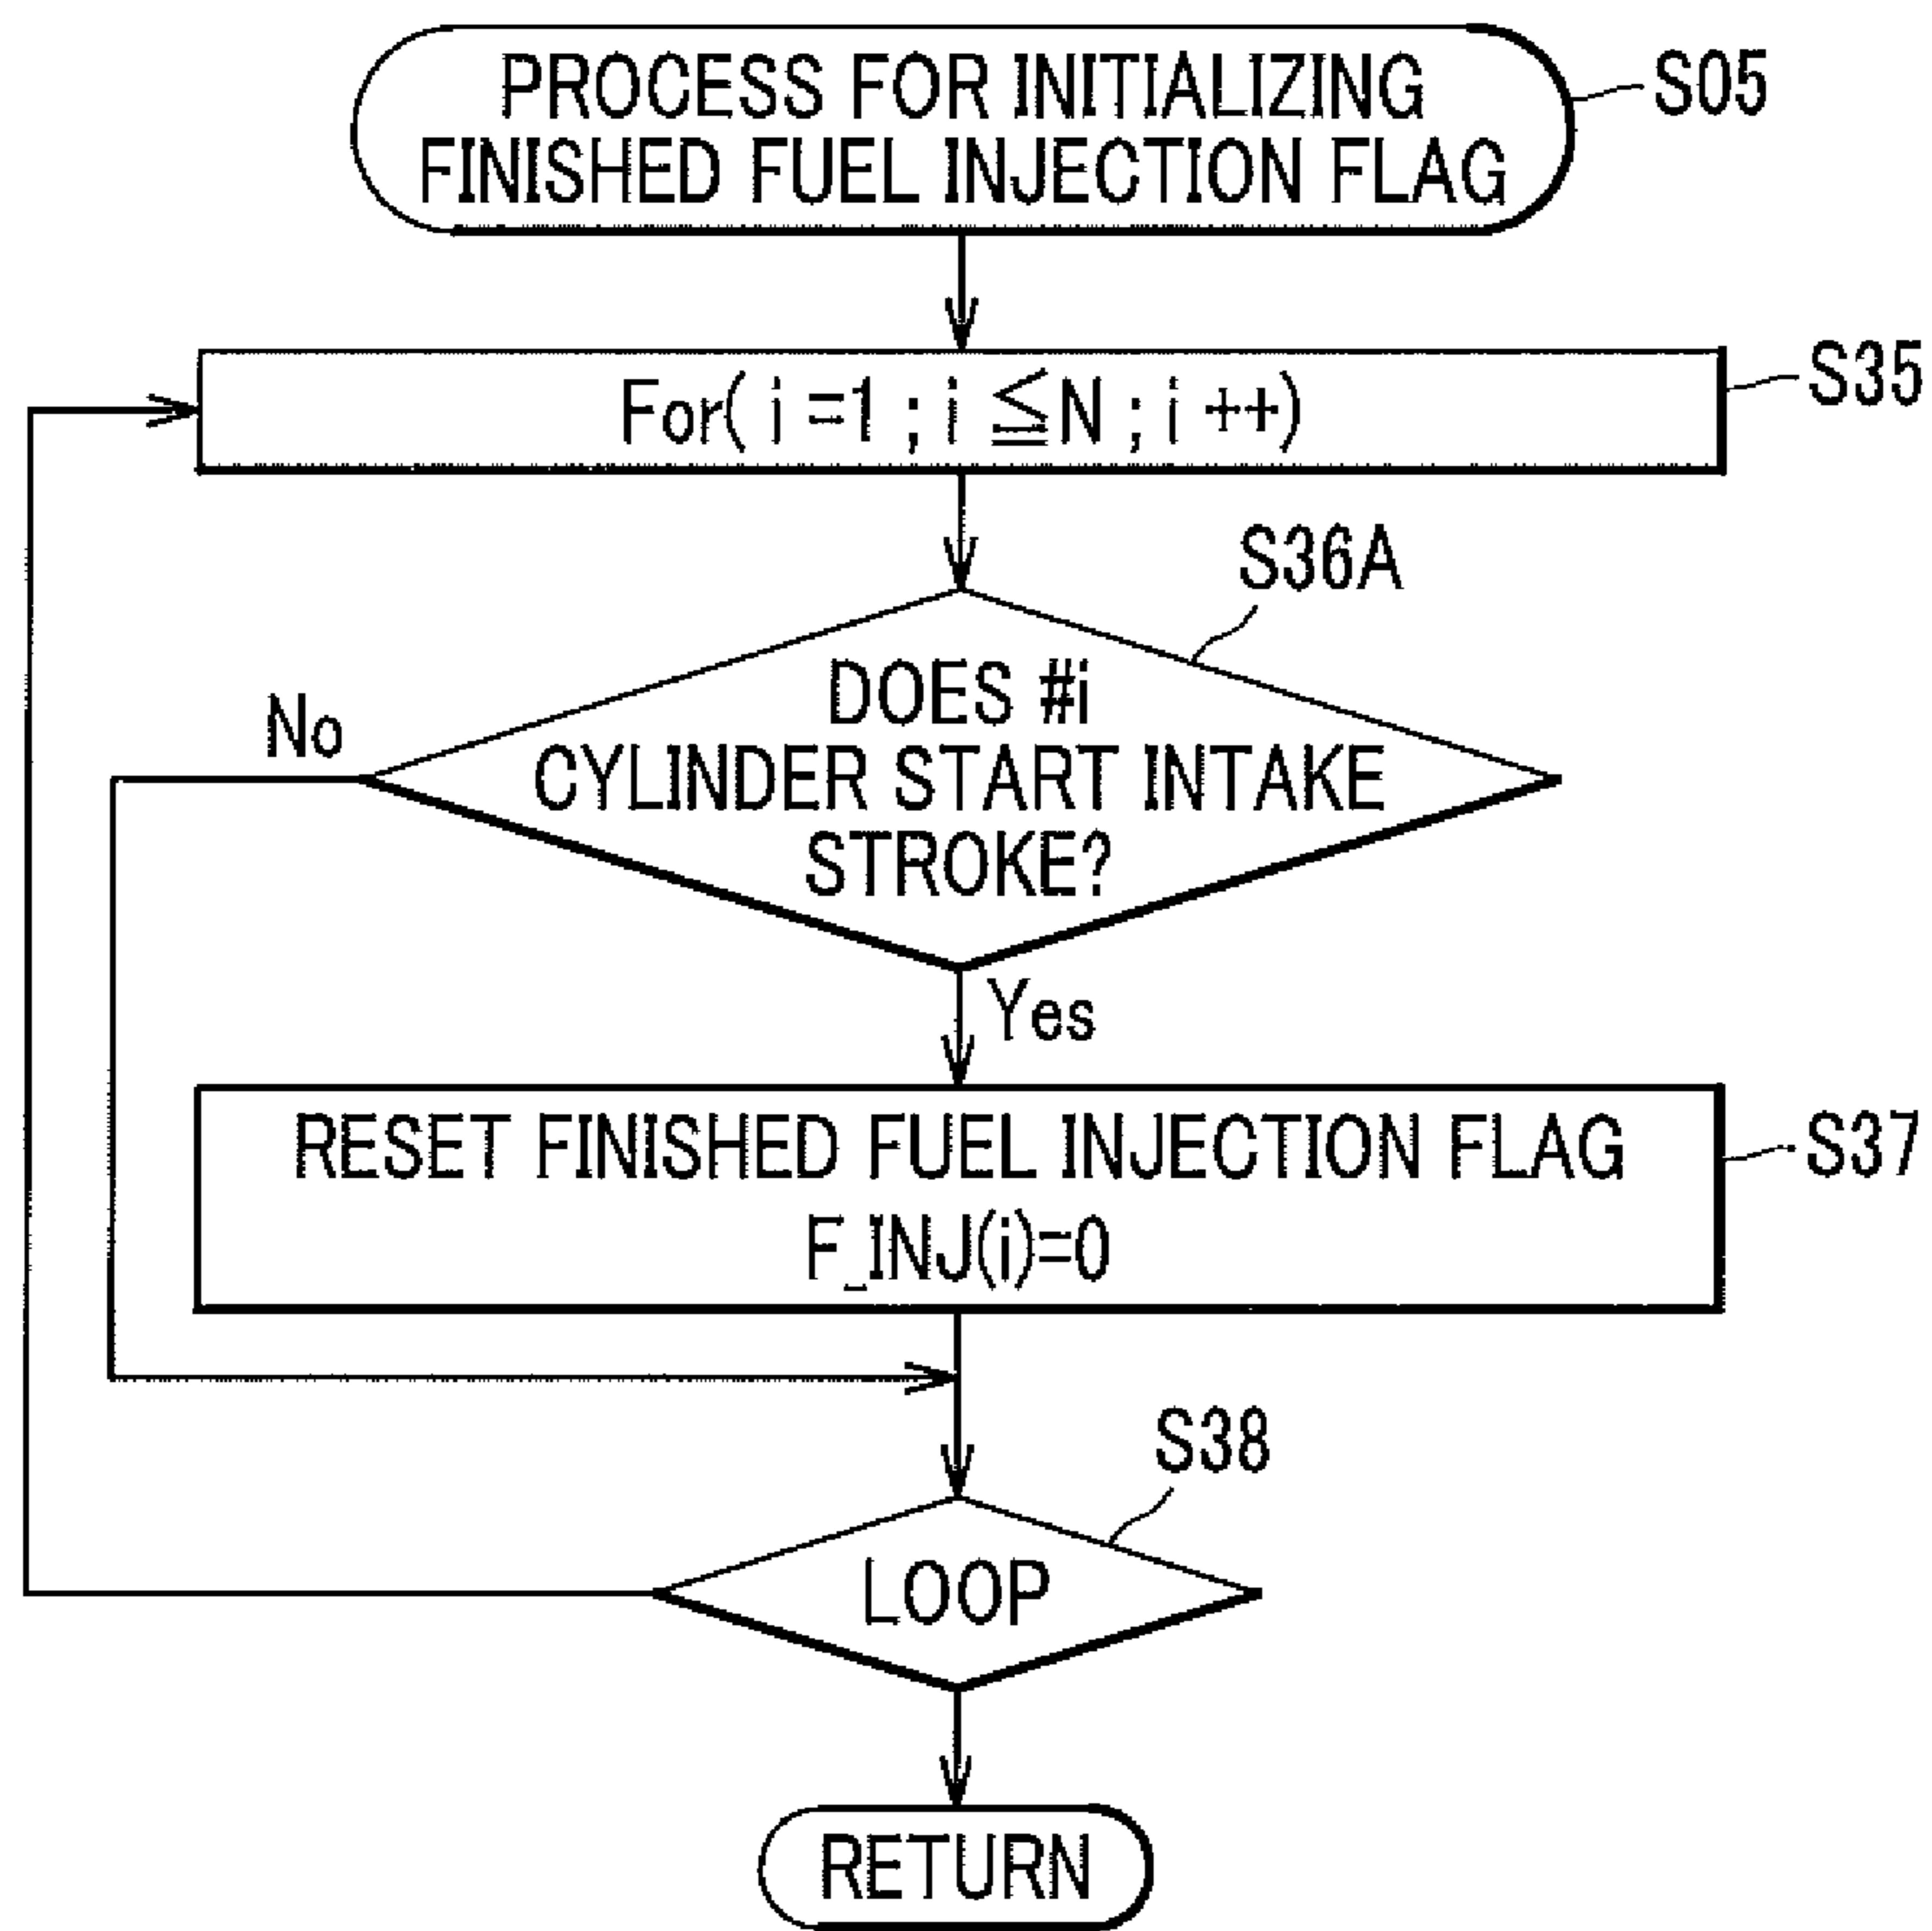 PROCESS FOR INITIALIZING
FINISHED FUEL INJECTION FLAG
S05
For( i =1 ; i ≦N ; i ++)
S35
S36A
DOES #i
CYLINDER START INTAKE
STROKE?
No
Yes
RESET FINISHED FUEL INJECTION FLAG
F_INJ(i)=0
S37
S38
LOOP
RETURN